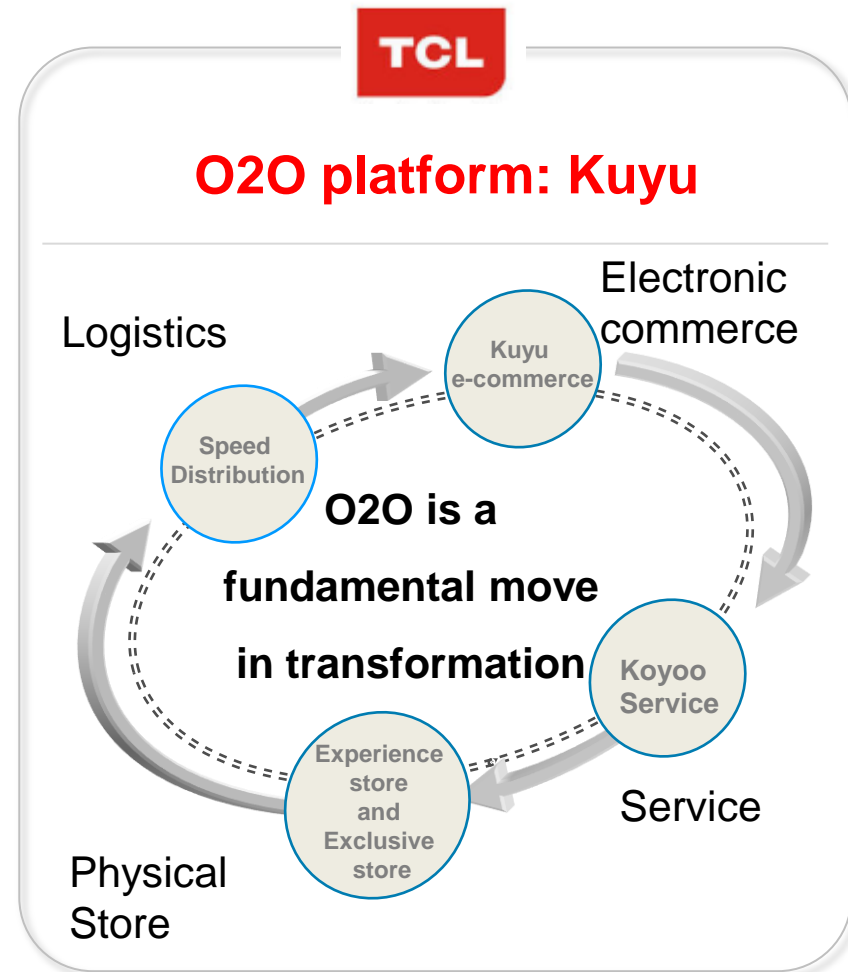 TCL
O2O platform: Kuyu
Electronic
commerce
Logistics
Kuyu
e-commerce
Speed
Distribution
O2O is a
fundamental move
in transformation
Koyoo
Service
Experience
store
and
Exclusive
store
Service
Physical
Store